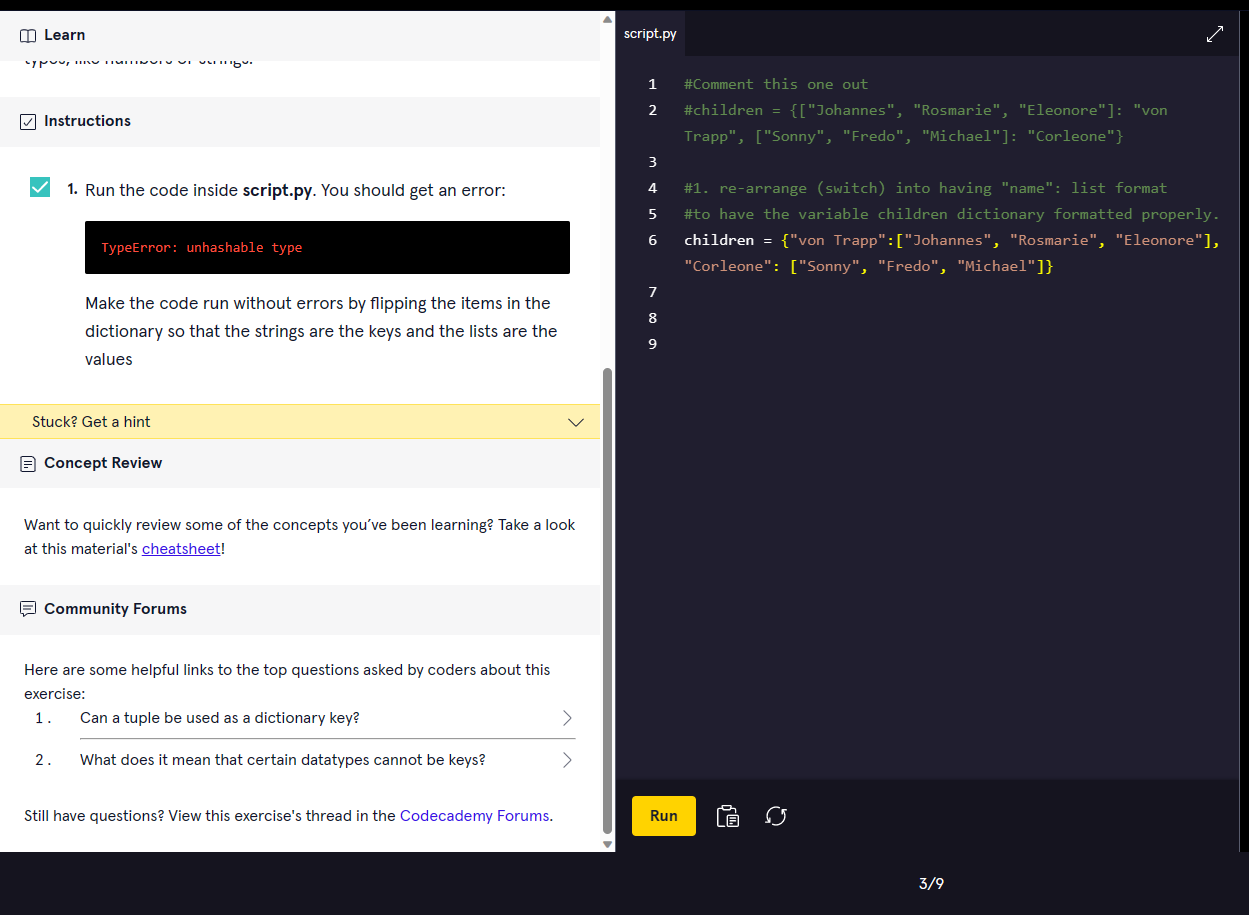 Learn
types, like numbers or strings.
Instructions
1. Run the code inside script.py. You should get an error:
TypeError: unhashable type
Make the code run without errors by flipping the items in the
dictionary so that the strings are the keys and the lists are the
values
Stuck? Get a hint
Concept Review
Want to quickly review some of the concepts you’ve been learning? Take a look
at this material's cheatsheet!
Community Forums
Here are some helpful links to the top questions asked by coders about this
exercise:
1. Can a tuple be used as a dictionary key?
2. What does it mean that certain datatypes cannot be keys?
Still have questions? View this exercise's thread in the Codecademy Forums.
script.py
1 #Comment this one out
2 #children = {["Johannes", "Rosmarie", "Eleonore"]: "von
Trapp", ["Sonny", "Fredo", "Michael"]: "Corleone"}
3
4 #1. re-arrange (switch) into having "name": list format
5 #to have the variable children dictionary formatted properly.
6 children = {"von Trapp":["Johannes", "Rosmarie", "Eleonore"],
"Corleone": ["Sonny", "Fredo", "Michael"]}
7
8
9
Run
3/9